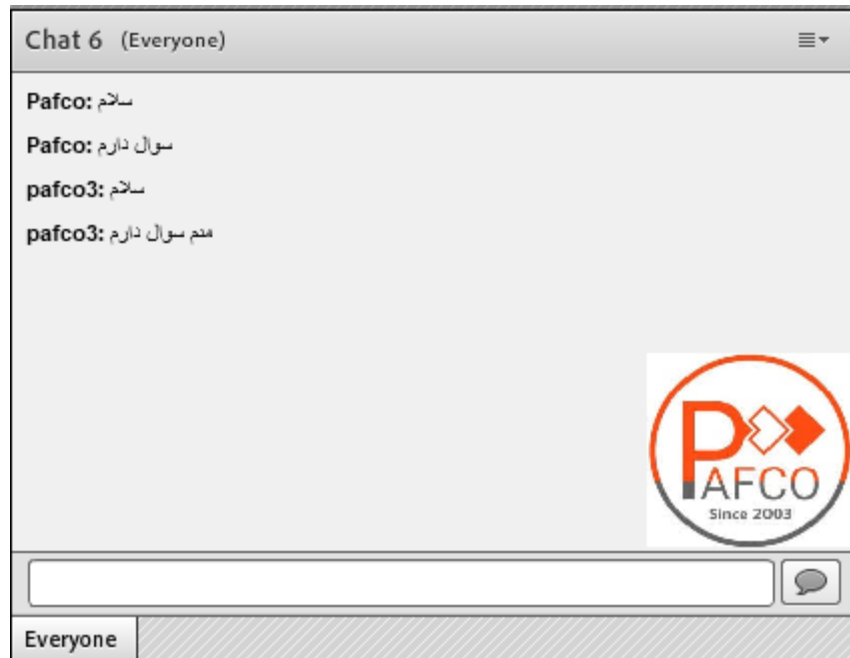 Chat 6 (Everyone)
Pafco: سلام
Pafco: سوال دارم
pafco3: سلام
pafco3: منم سوال دارم
PAFCO
Since 2003
Everyone